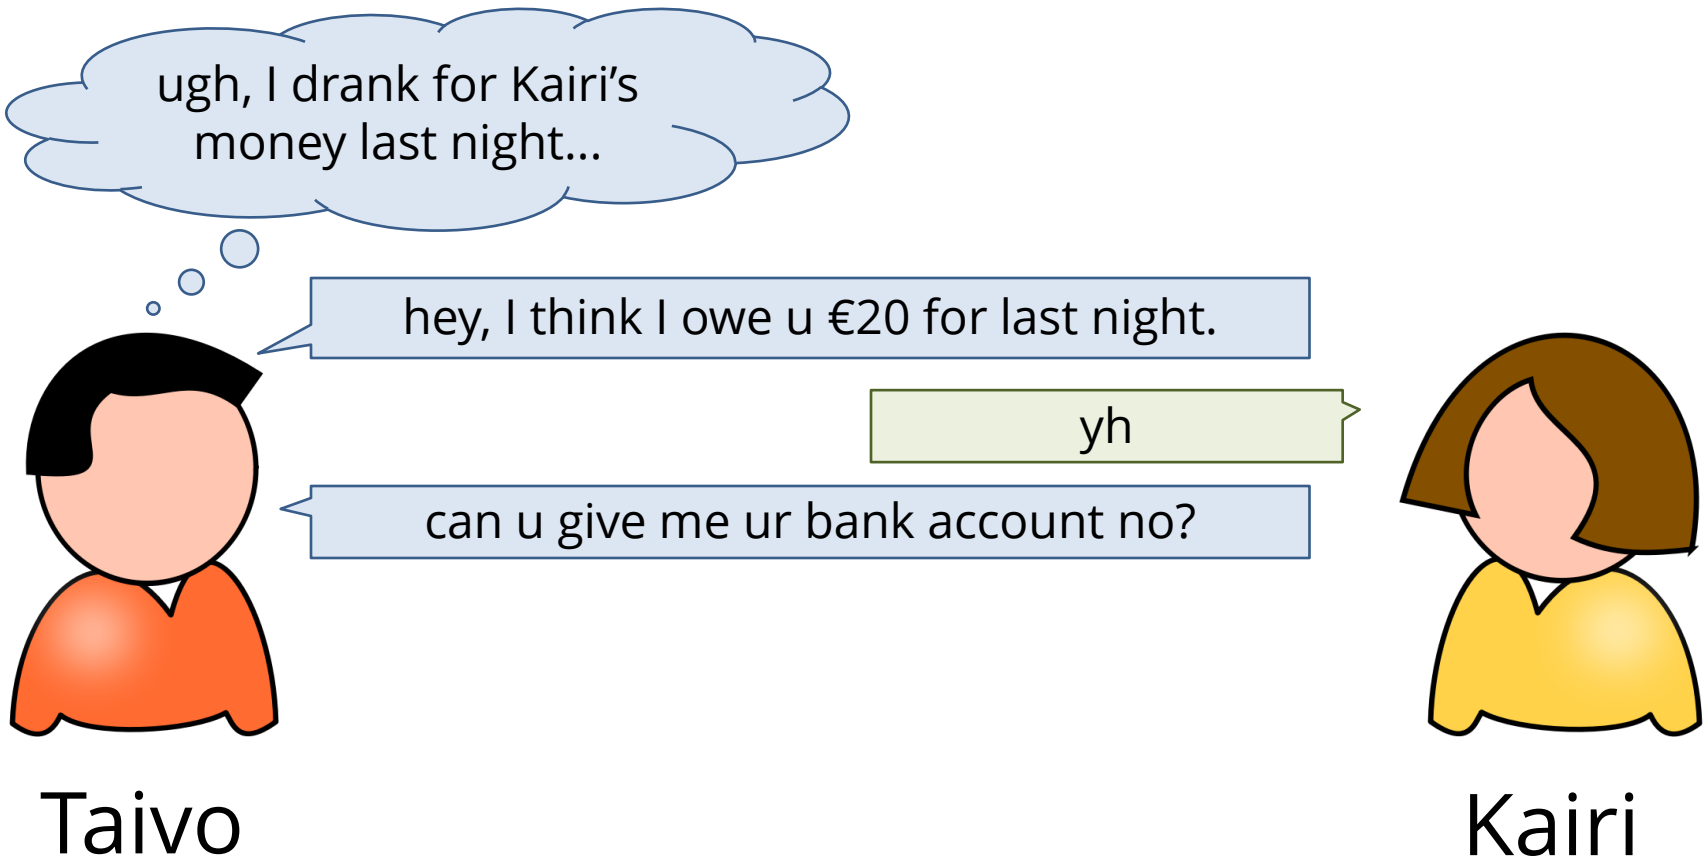 ugh, I drank for Kairi’s
money last night...
hey, I think I owe u €20 for last night.
yh
can u give me ur bank account no?
Taivo
Kairi